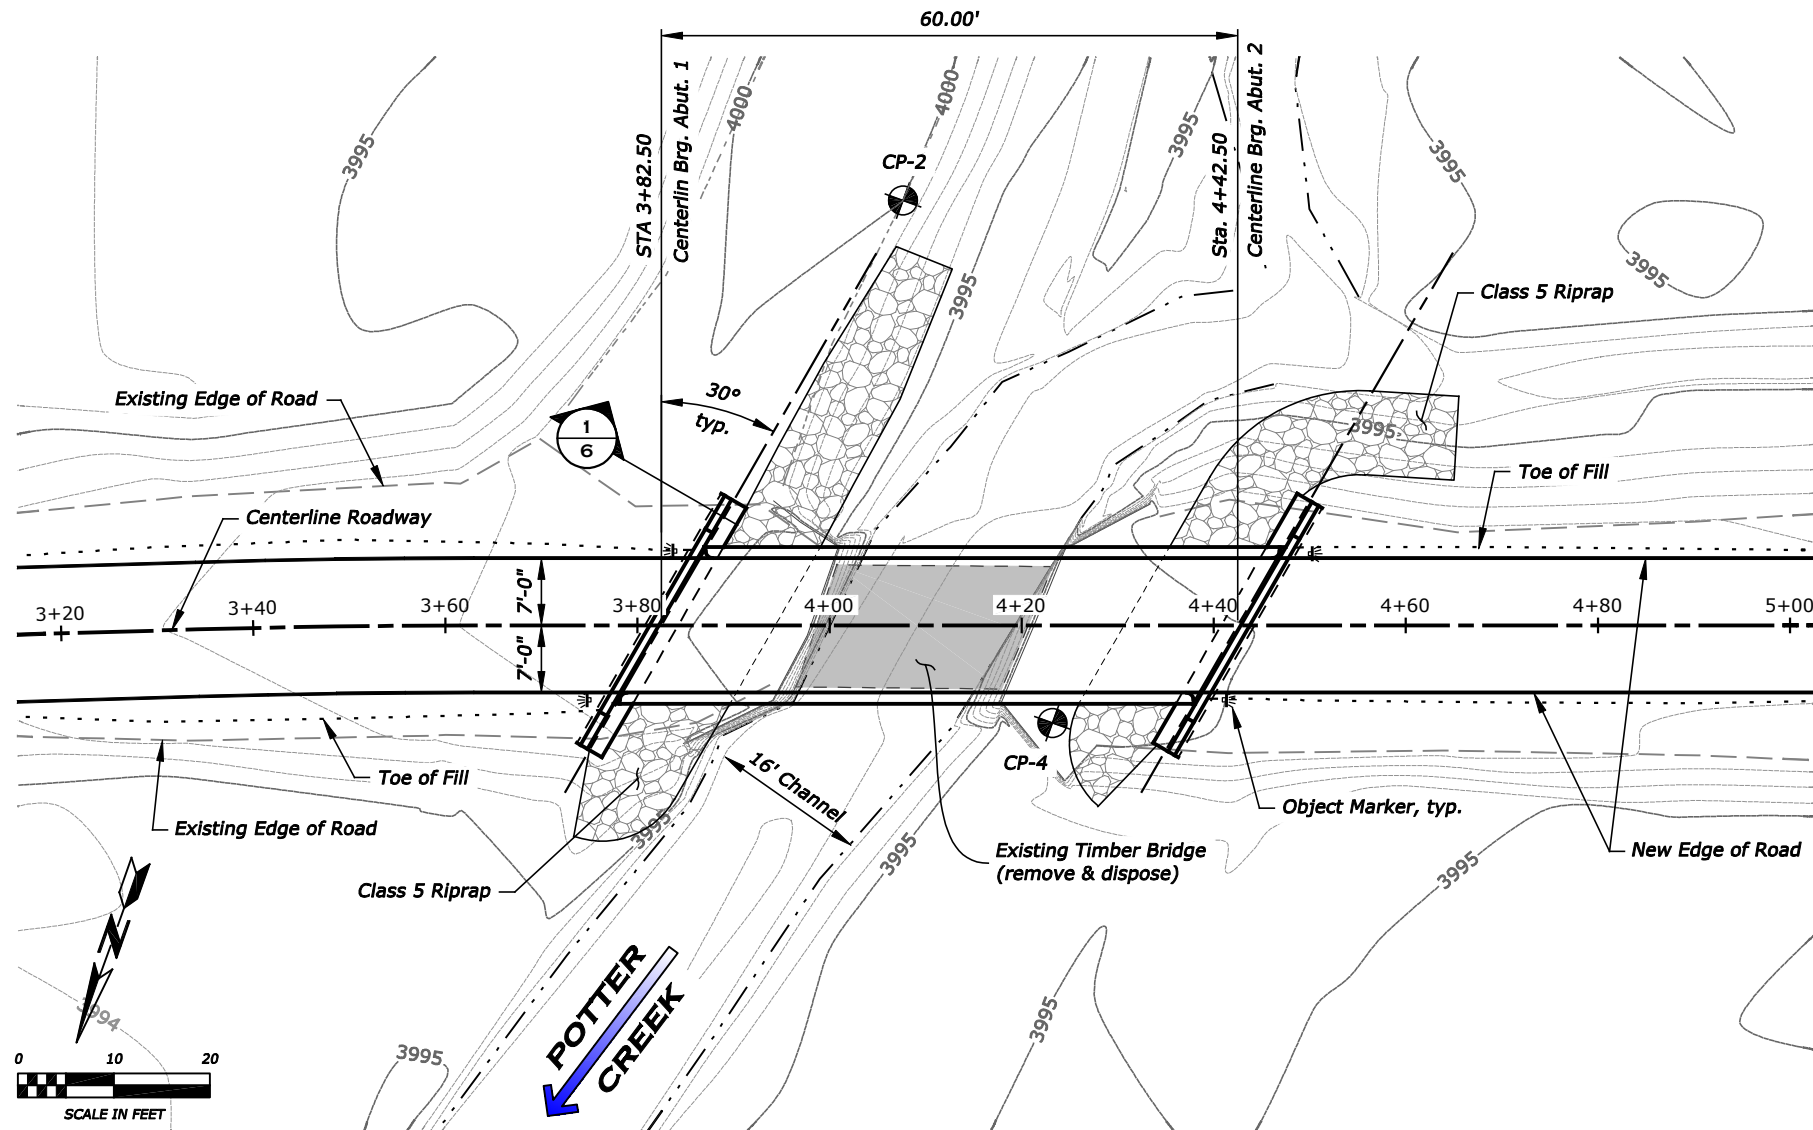 60.00'
STA 3+82.50
Centerlin Brg. Abut. 1
Sta. 4+42.50
Centerline Brg. Abut. 2
4000
4000
3995
3995
3995
3995
3995
CP-2
Class 5 Riprap
30°
typ.
Existing Edge of Road
1
6
3995
Toe of Fill
Centerline Roadway
7'-0"
7'-0"
3+20
3+40
3+60
3+80
4+00
4+20
4+40
4+60
4+80
5+00
CP-4
16' Channel
Toe of Fill
Existing Edge of Road
3995
3995
Object Marker, typ.
Existing Timber Bridge
(remove & dispose)
New Edge of Road
3995
Class 5 Riprap
N
POTTER
CREEK
3994
3995
3995
0 10 20
SCALE IN FEET